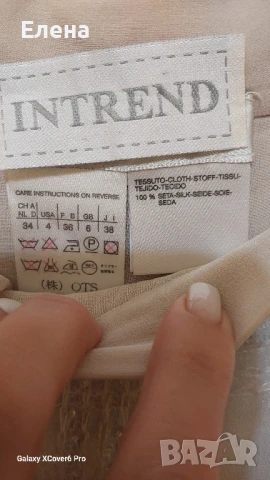 Елена
INTREND
CARE INSTRUCTIONS ON REVERSE
CH A
NL D USA F B GB J I
34 4 36 6 38
(株) OTS
TESSUTO-CLOTH-STOFF-TISSU-
TEJIDO-TECIDO
100 % SETA-SILK-SEIDE-SOIE-
SEDA
Galaxy XCover6 Pro
BAZAR